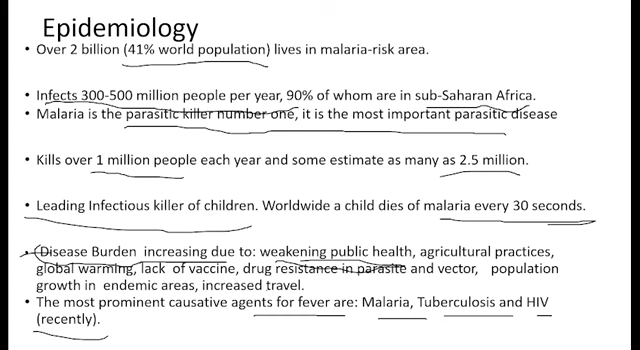 Epidemiology
• Over 2 billion (41% world population) lives in malaria-risk area.
• Infects 300-500 million people per year, 90% of whom are in sub-Saharan Africa.
• Malaria is the parasitic killer number one, it is the most important parasitic disease
• Kills over 1 million people each year and some estimate as many as 2.5 million.
• Leading Infectious killer of children. Worldwide a child dies of malaria every 30 seconds.
• Disease Burden increasing due to: weakening public health, agricultural practices,
global warming, lack of vaccine, drug resistance in parasite and vector, population
growth in endemic areas, increased travel.
• The most prominent causative agents for fever are: Malaria, Tuberculosis and HIV
(recently).